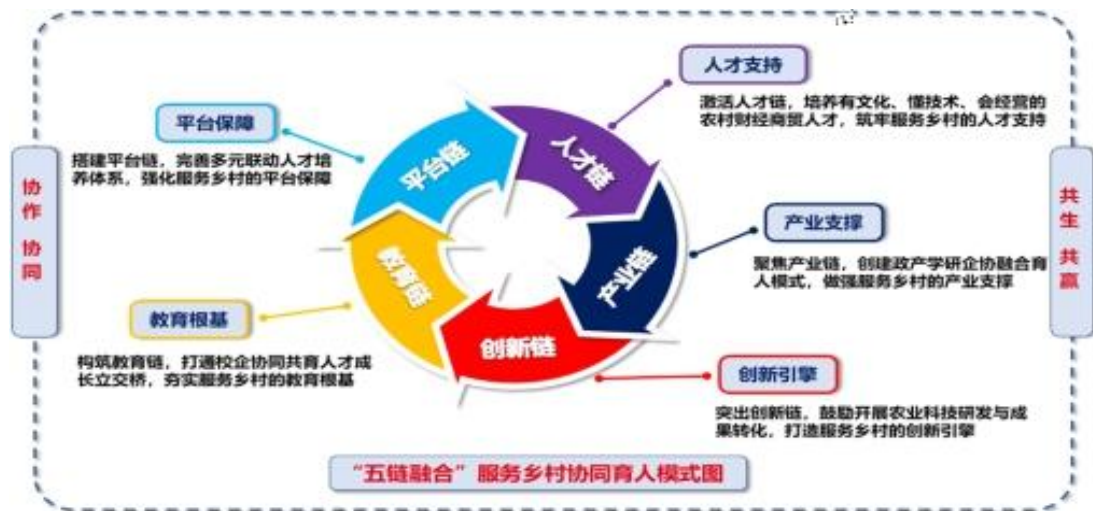 人才支持
激活人才链，培养有文化、懂技术、会经营的
农村财经商贸人才，筑牢服务乡村的人才支持
平台保障
搭建平台链，完善多元联动人才培
养体系，强化服务乡村的平台保障
平台链
人才链
产业链
创新链
教育链
协作 协同
共生 共赢
产业支撑
聚焦产业链，创建政产学研企协融合育
人模式，做强服务乡村的产业支撑
教育根基
构筑教育链，打通校企协同共育人才成
长立交桥，夯实服务乡村的教育根基
创新引擎
突出创新链，鼓励开展农业科技研发与成
果转化，打造服务乡村的创新引擎
“五链融合”服务乡村协同育人模式图